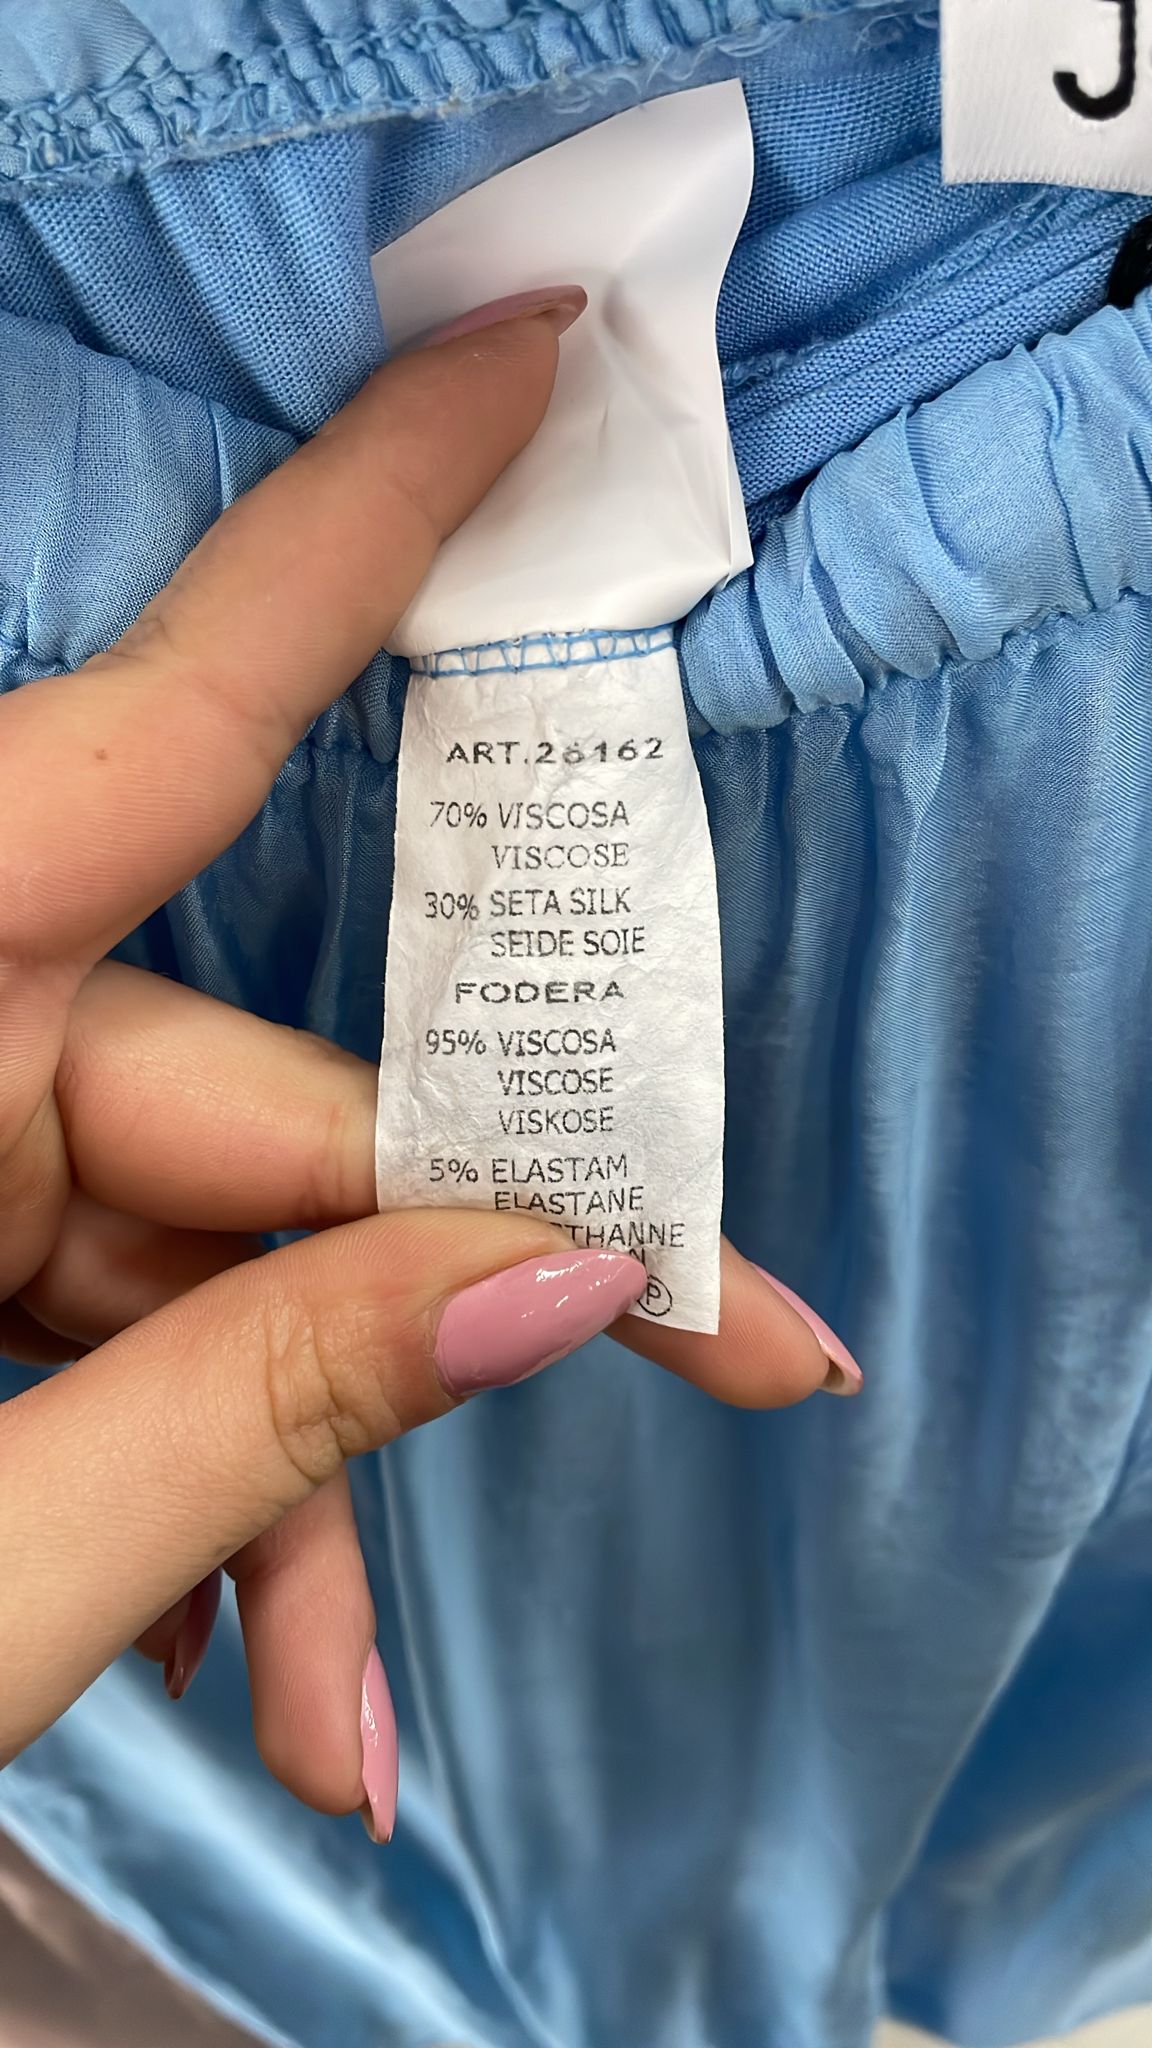 ART.26162
70% VISCOSA
VISCOSE
30% SETA SILK
SEIDE SOIE
FODERA
95% VISCOSA
VISCOSE
VISKOSE
5% ELASTAM
ELASTANE
P